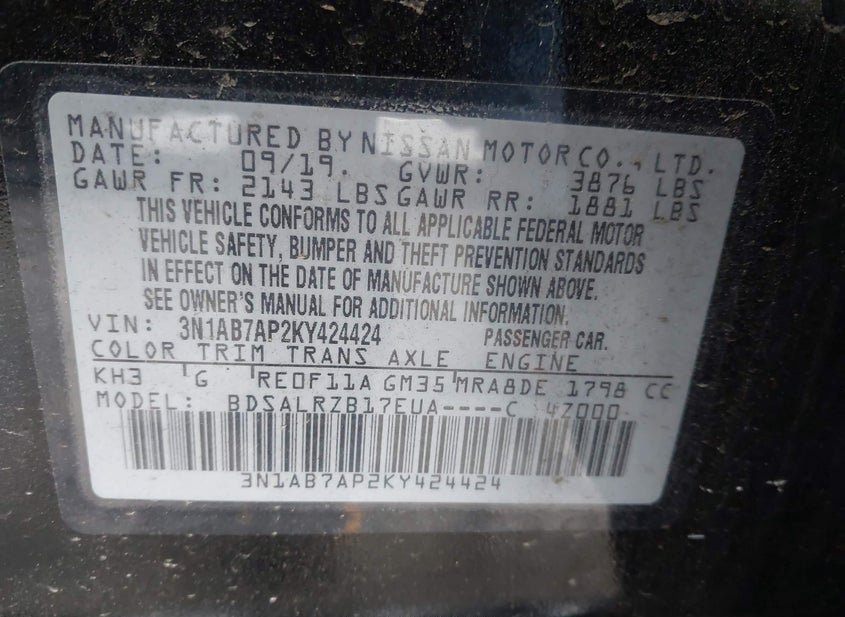 MANUFACTURED BY NISSAN MOTOR CO., LTD.
DATE: 09/19. GVWR: 3876 LBS
GAWR FR: 2143 LBS GAWR RR: 1881 LBS
THIS VEHICLE CONFORMS TO ALL APPLICABLE FEDERAL MOTOR
VEHICLE SAFETY, BUMPER AND THEFT PREVENTION STANDARDS
IN EFFECT ON THE DATE OF MANUFACTURE SHOWN ABOVE.
SEE OWNER'S MANUAL FOR ADDITIONAL INFORMATION.
VIN: 3N1AB7AP2KY424424 PASSENGER CAR.
COLOR TRIM TRANS AXLE ENGINE
KH3 G RE0F11A GM35 MRA8DE 1798 CC
MODEL: BDSALRZB17EUA----C 4Z000
3N1AB7AP2KY424424